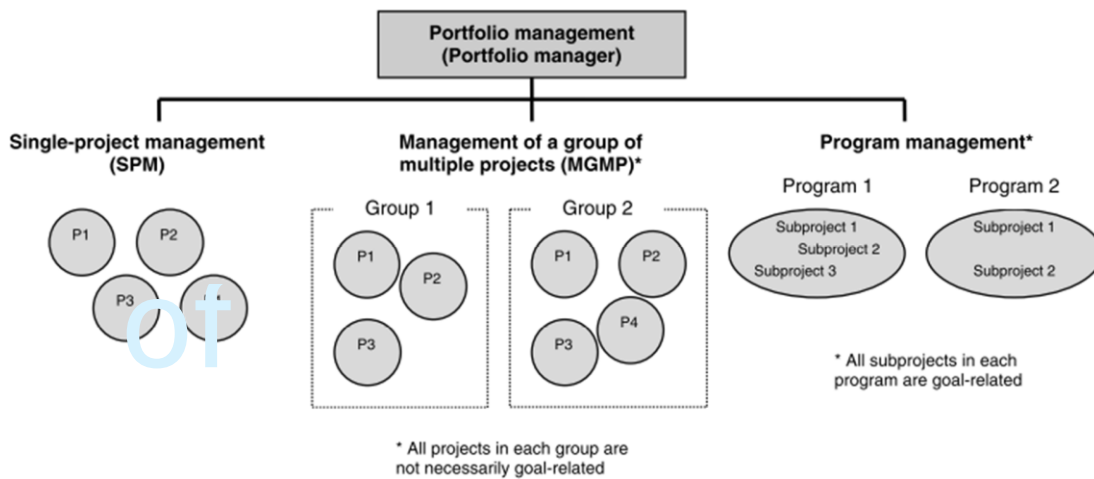 Portfolio management
(Portfolio manager)
Single-project management
(SPM)
P1
P2
P3
of
Management of a group of
multiple projects (MGMP)*
Group 1
P1
P2
P3
Group 2
P1
P2
P4
P3
* All projects in each group are
not necessarily goal-related
Program management*
Program 1
Subproject 1
Subproject 2
Subproject 3
Program 2
Subproject 1
Subproject 2
* All subprojects in each
program are goal-related